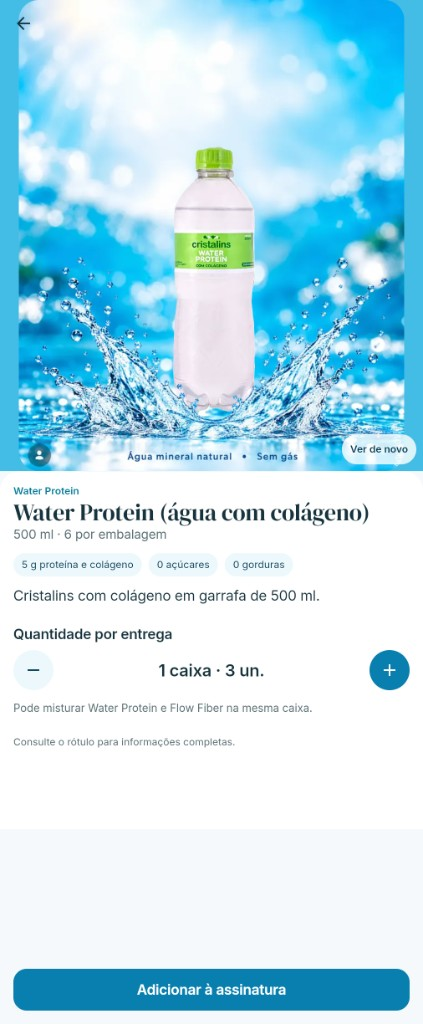 cristalins
WATER
PROTEIN
COM COLÁGENO
Água mineral natural • Sem gás
Ver de novo
Water Protein
Water Protein (água com colágeno)
500 ml · 6 por embalagem
5 g proteína e colágeno
0 açúcares
0 gorduras
Cristalins com colágeno em garrafa de 500 ml.
Quantidade por entrega
1 caixa · 3 un.
Pode misturar Water Protein e Flow Fiber na mesma caixa.
Consulte o rótulo para informações completas.
Adicionar à assinatura